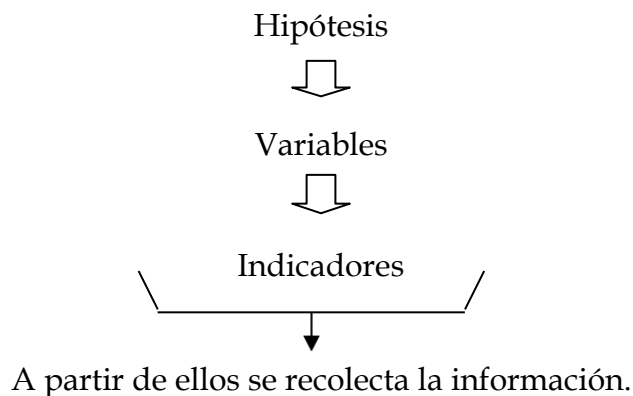 Hipótesis
Variables
Indicadores
A partir de ellos se recolecta la información.